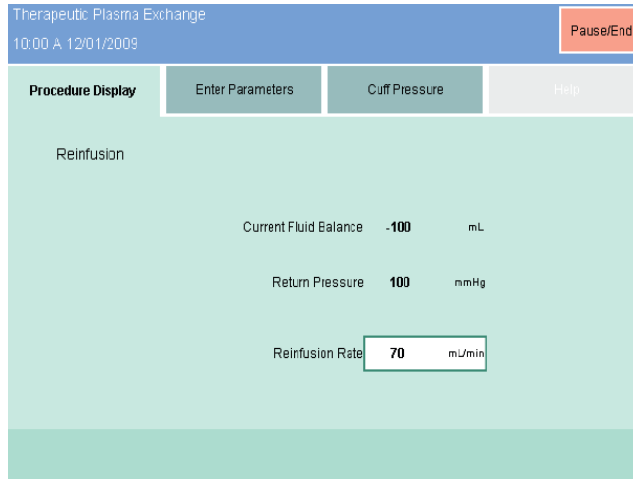 Therapeutic Plasma Exchange
10:00 A 12/01/2009
Pause/End
Procedure Display
Enter Parameters
Cuff Pressure
Help
Reinfusion
Current Fluid Balance -100 mL
Return Pressure 100 mmHg
Reinfusion Rate 70 mL/min